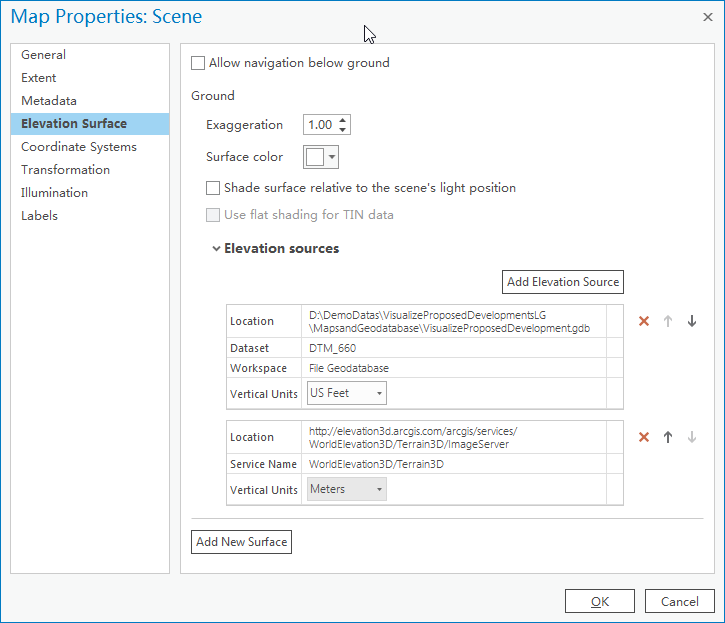 Map Properties: Scene
General
Extent
Metadata
Elevation Surface
Coordinate Systems
Transformation
Illumination
Labels
Allow navigation below ground
Ground
Exaggeration 1.00
Surface color
Shade surface relative to the scene's light position
Use flat shading for TIN data
Elevation sources
Add Elevation Source
Location D:\DemoDatas\VisualizeProposedDevelopmentsLG
\MapsandGeodatabase\VisualizeProposedDevelopment.gdb
Dataset DTM_660
Workspace File Geodatabase
Vertical Units US Feet
Location http://elevation3d.arcgis.com/arcgis/services/
WorldElevation3D/Terrain3D/ImageServer
Service Name WorldElevation3D/Terrain3D
Vertical Units Meters
Add New Surface
OK Cancel